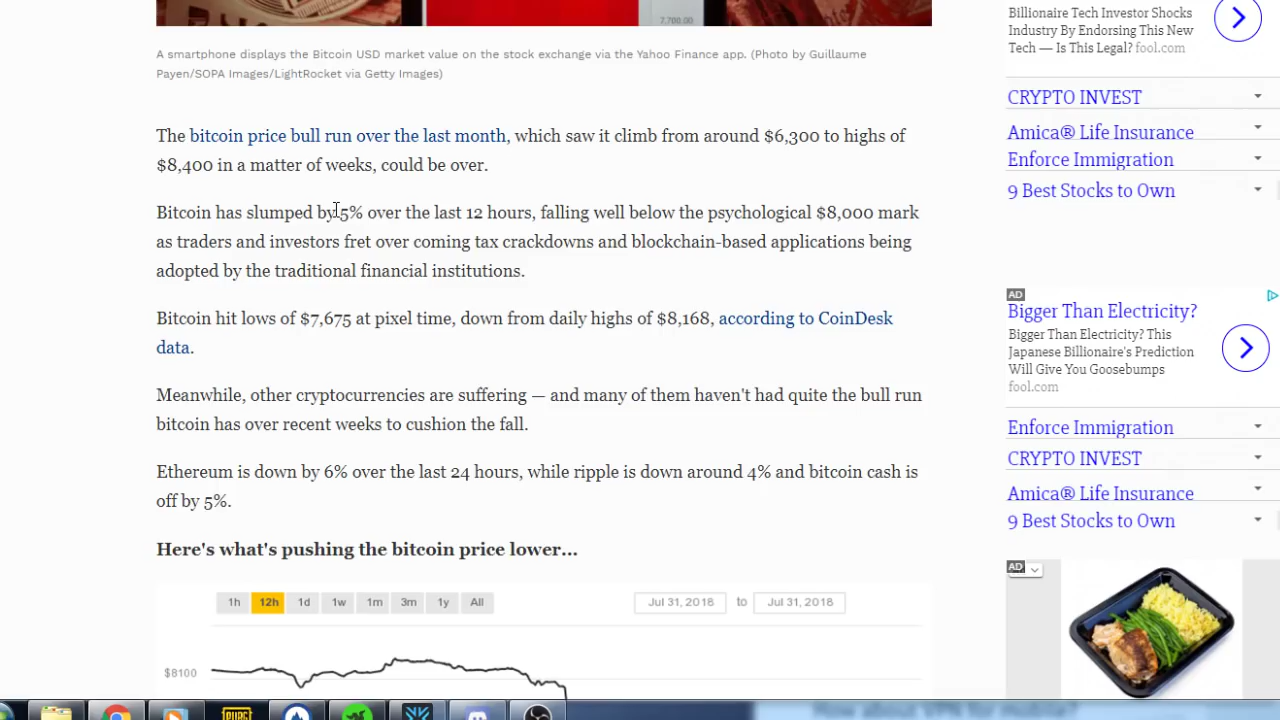 7,700.00
A smartphone displays the Bitcoin USD market value on the stock exchange via the Yahoo Finance app. (Photo by Guillaume
Payen/SOPA Images/LightRocket via Getty Images)
The bitcoin price bull run over the last month, which saw it climb from around $6,300 to highs of
$8,400 in a matter of weeks, could be over.
Bitcoin has slumped by 5% over the last 12 hours, falling well below the psychological $8,000 mark
as traders and investors fret over coming tax crackdowns and blockchain-based applications being
adopted by the traditional financial institutions.
Bitcoin hit lows of $7,675 at pixel time, down from daily highs of $8,168, according to CoinDesk
data.
Meanwhile, other cryptocurrencies are suffering — and many of them haven't had quite the bull run
bitcoin has over recent weeks to cushion the fall.
Ethereum is down by 6% over the last 24 hours, while ripple is down around 4% and bitcoin cash is
off by 5%.
Here's what's pushing the bitcoin price lower...
1h 12h 1d 1w 1m 3m 1y All Jul 31, 2018 to Jul 31, 2018
$8100
Billionaire Tech Investor Shocks
Industry By Endorsing This New
Tech — Is This Legal? fool.com
CRYPTO INVEST
Amica® Life Insurance
Enforce Immigration
9 Best Stocks to Own
AD
Bigger Than Electricity?
Bigger Than Electricity? This
Japanese Billionaire's Prediction
Will Give You Goosebumps
fool.com
Enforce Immigration
CRYPTO INVEST
Amica® Life Insurance
9 Best Stocks to Own
AD
PUBG
How about VPN for mobile?